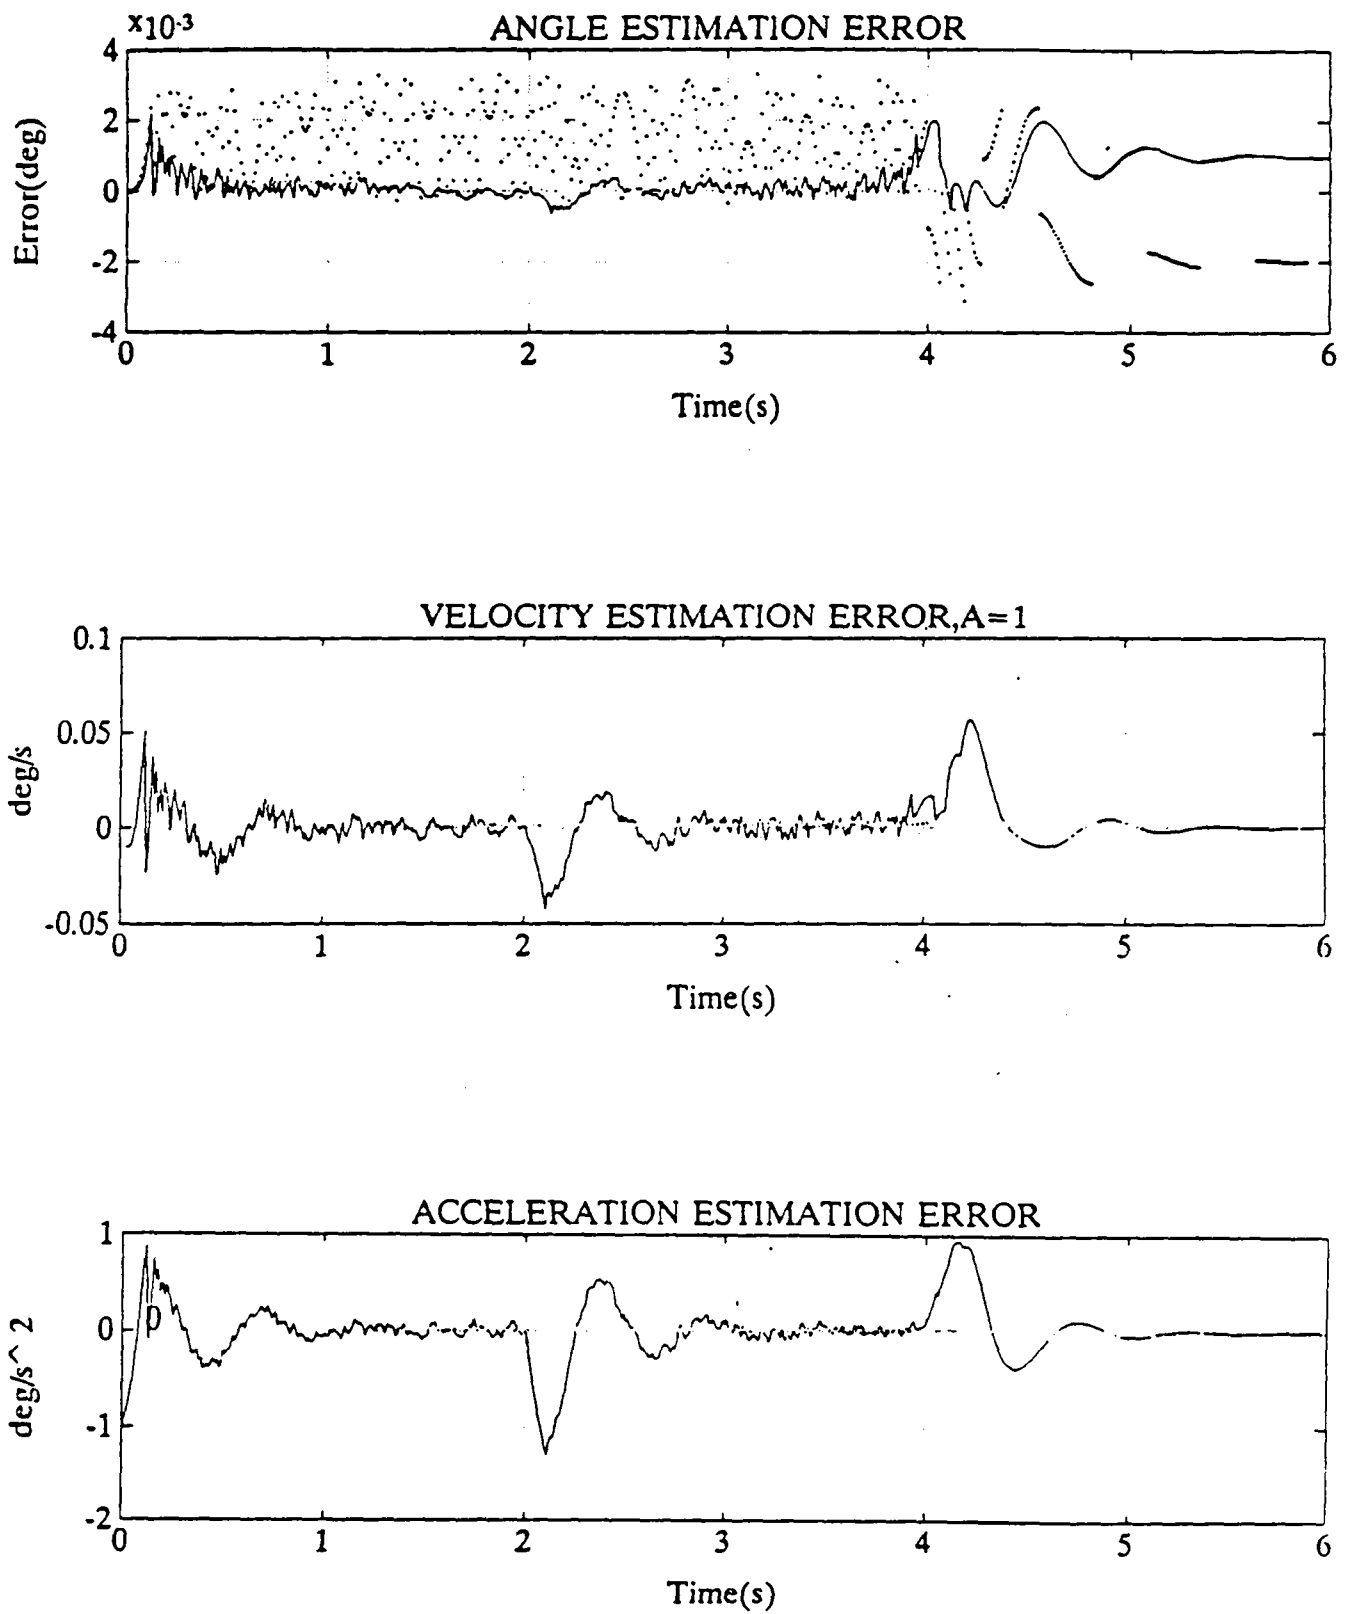 x10-3 ANGLE ESTIMATION ERROR
4
2
0
-2
-4
Error(deg)
0 1 2 3 4 5 6
Time(s)
VELOCITY ESTIMATION ERROR,A=1
0.1
0.05
0
-0.05
deg/s
0 1 2 3 4 5 6
Time(s)
ACCELERATION ESTIMATION ERROR
1
0
-1
-2
deg/s^2
0 1 2 3 4 5 6
Time(s)